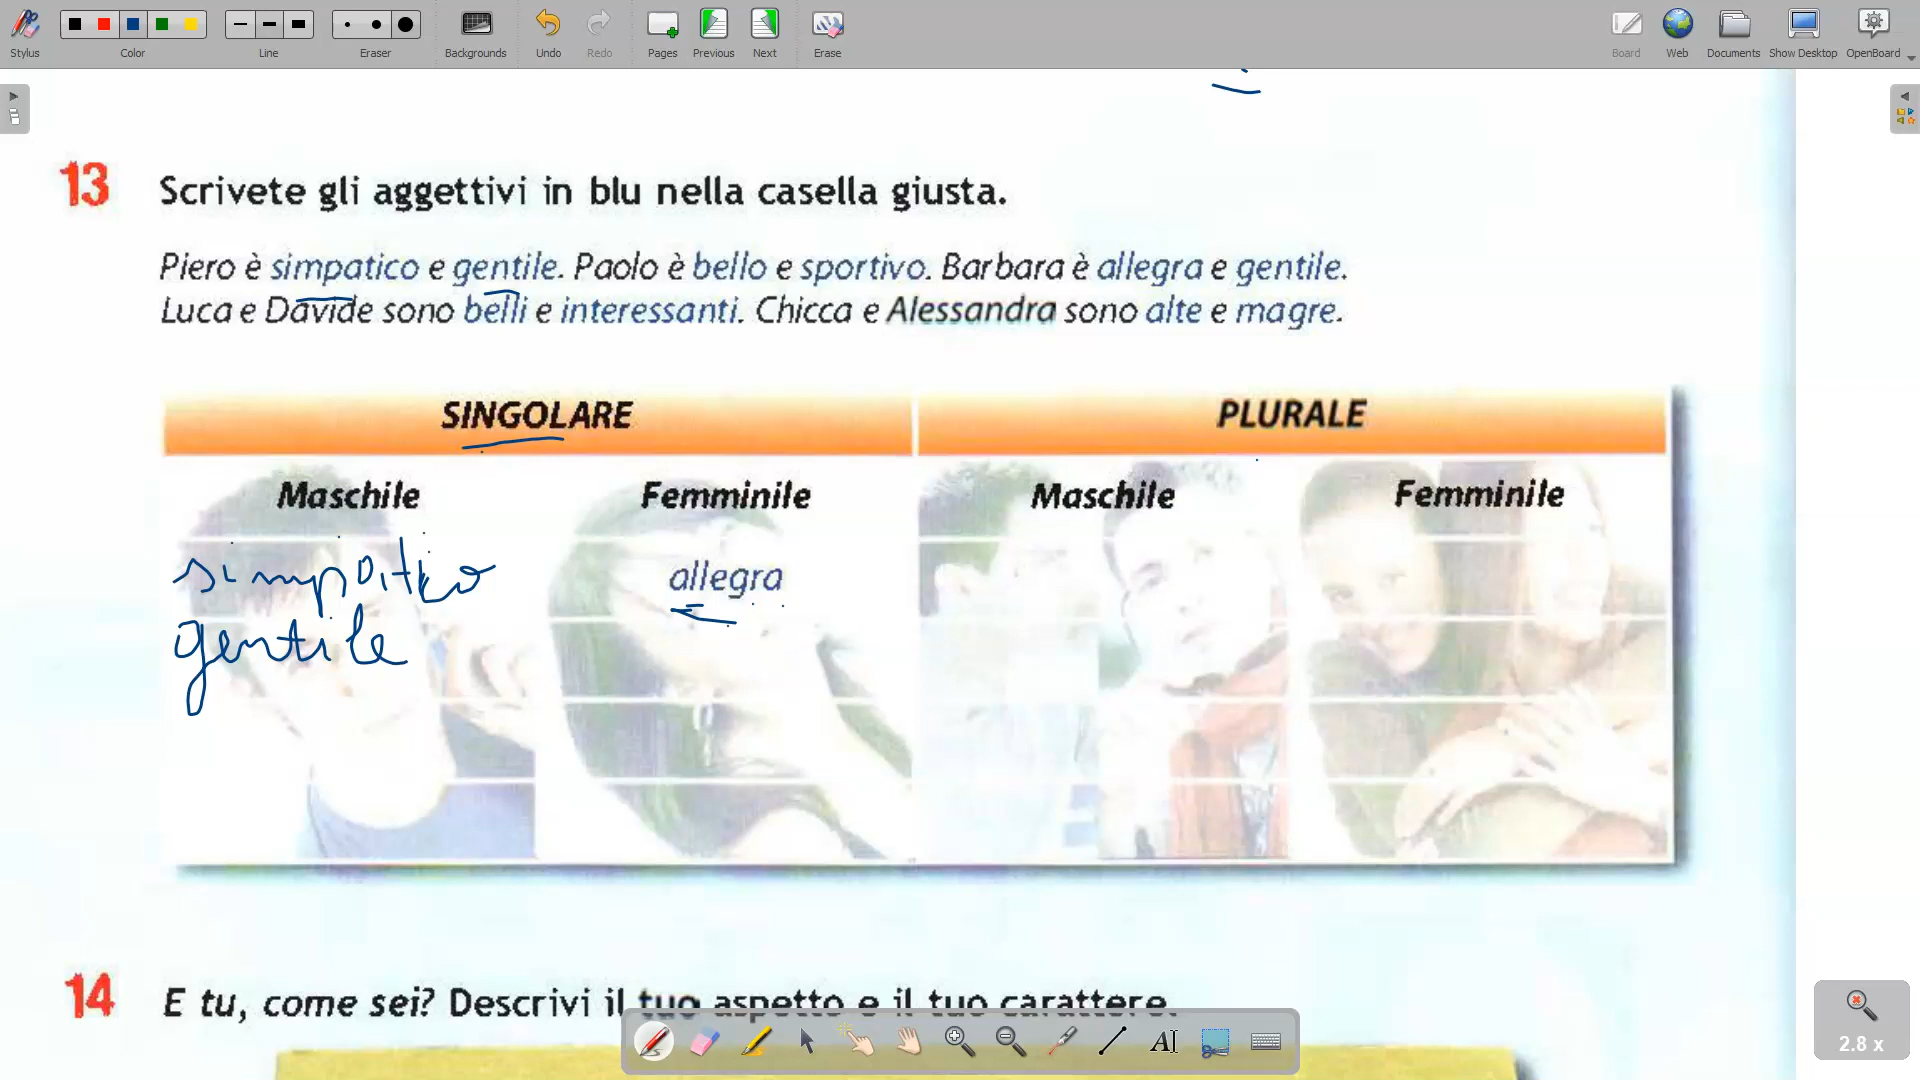 Stylus Color Line Eraser Backgrounds Undo Redo Pages Previous Next Erase Board Web Documents Show Desktop OpenBoard
13 Scrivete gli aggettivi in blu nella casella giusta.
Piero è simpatico e gentile. Paolo è bello e sportivo. Barbara è allegra e gentile.
Luca e Davide sono belli e interessanti. Chicca e Alessandra sono alte e magre.
SINGOLARE PLURALE
Maschile Femminile Maschile Femminile
simpatico allegra
gentile
14 E tu, come sei? Descrivi il tuo aspetto e il tuo carattere.
2.8 x